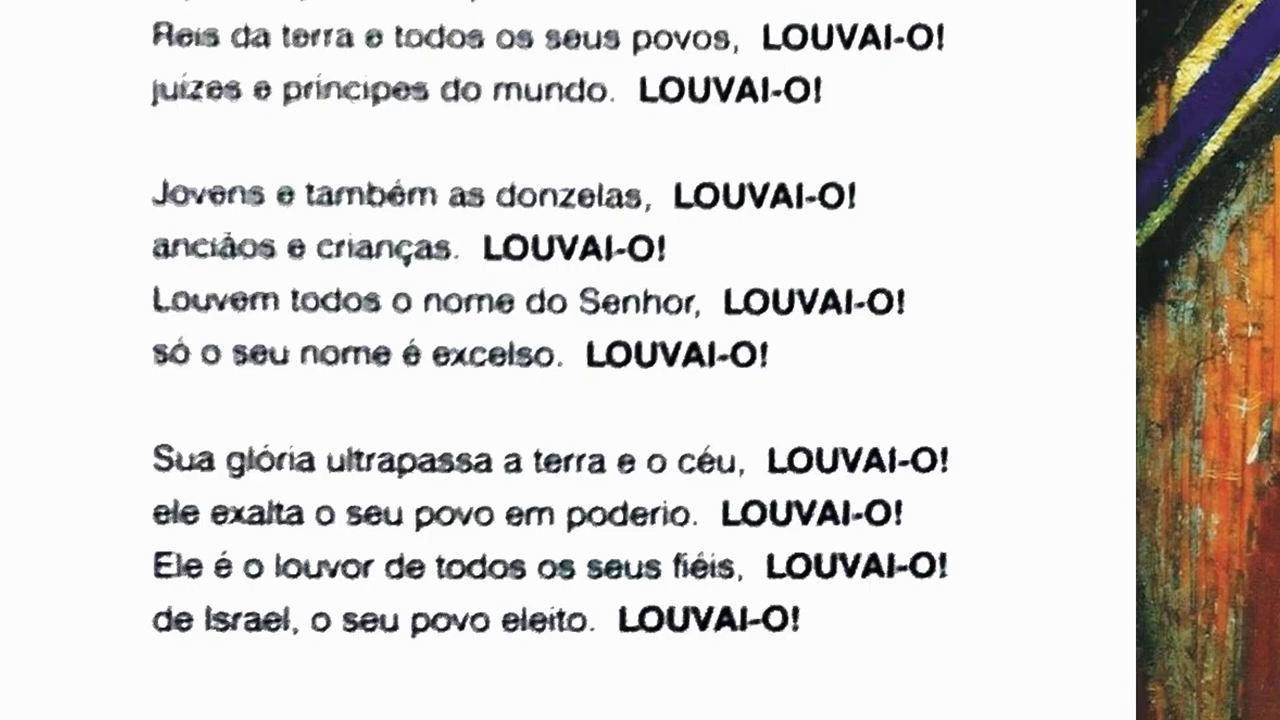 Reis da terra e todos os seus povos, LOUVAI-O!
juízes e príncipes do mundo. LOUVAI-O!
Jovens e também as donzelas, LOUVAI-O!
anciãos e crianças. LOUVAI-O!
Louvem todos o nome do Senhor, LOUVAI-O!
só o seu nome é excelso. LOUVAI-O!
Sua glória ultrapassa a terra e o céu, LOUVAI-O!
ele exalta o seu povo em poderio. LOUVAI-O!
Ele é o louvor de todos os seus fiéis, LOUVAI-O!
de Israel, o seu povo eleito. LOUVAI-O!